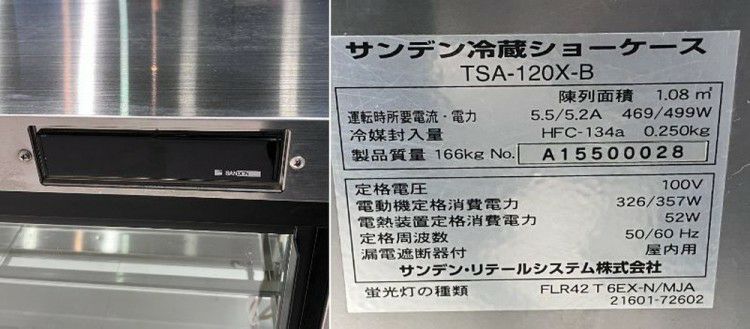 SANDEN
サンデン冷蔵ショーケース
TSA-120X-B
陳列面積 1.08㎡
運転時所要電流・電力 5.5/5.2A 469/499W
冷媒封入量 HFC-134a 0.250kg
製品質量 166kg No. A15500028
定格電圧 100V
電動機定格消費電力 326/357W
電熱装置定格消費電力 52W
定格周波数 50/60 Hz
漏電遮断器付 屋内用
サンデン・リテールシステム株式会社
蛍光灯の種類 FLR42 T 6EX-N/MJA
21601-72602